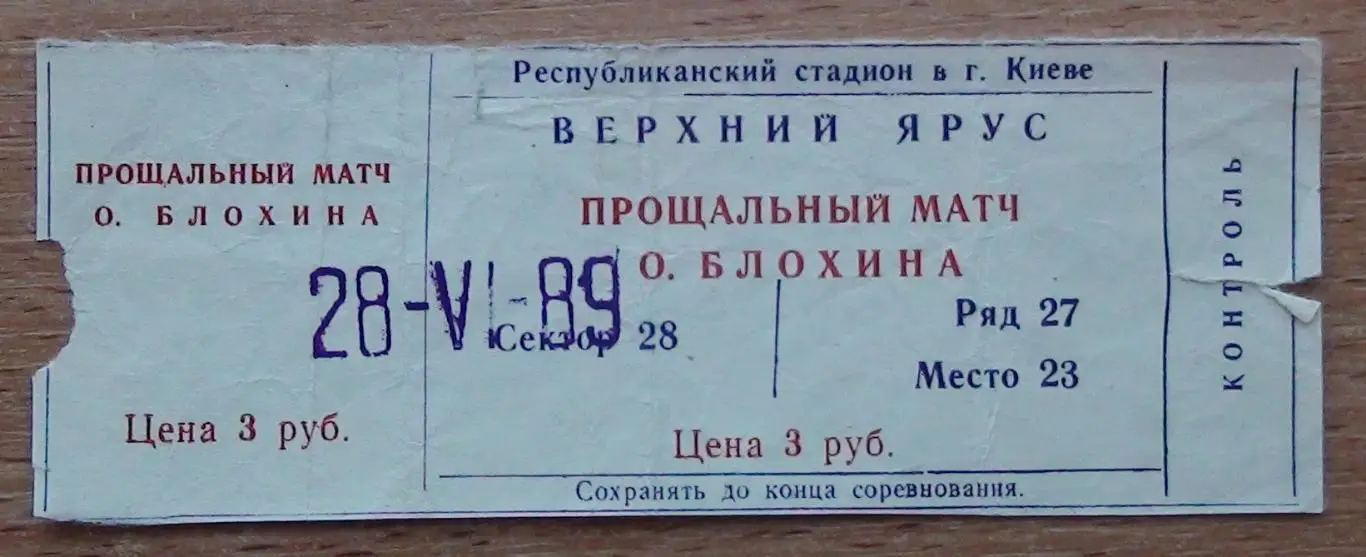 ПРОЩАЛЬНЫЙ МАТЧ
О. БЛОХИНА
Цена 3 руб.
28-VI-89
Республиканский стадион в г. Киеве
ВЕРХНИЙ ЯРУС
ПРОЩАЛЬНЫЙ МАТЧ
О. БЛОХИНА
Сектор 28
Ряд 27
Место 23
Цена 3 руб.
Сохранять до конца соревнования.
КОНТРОЛЬ